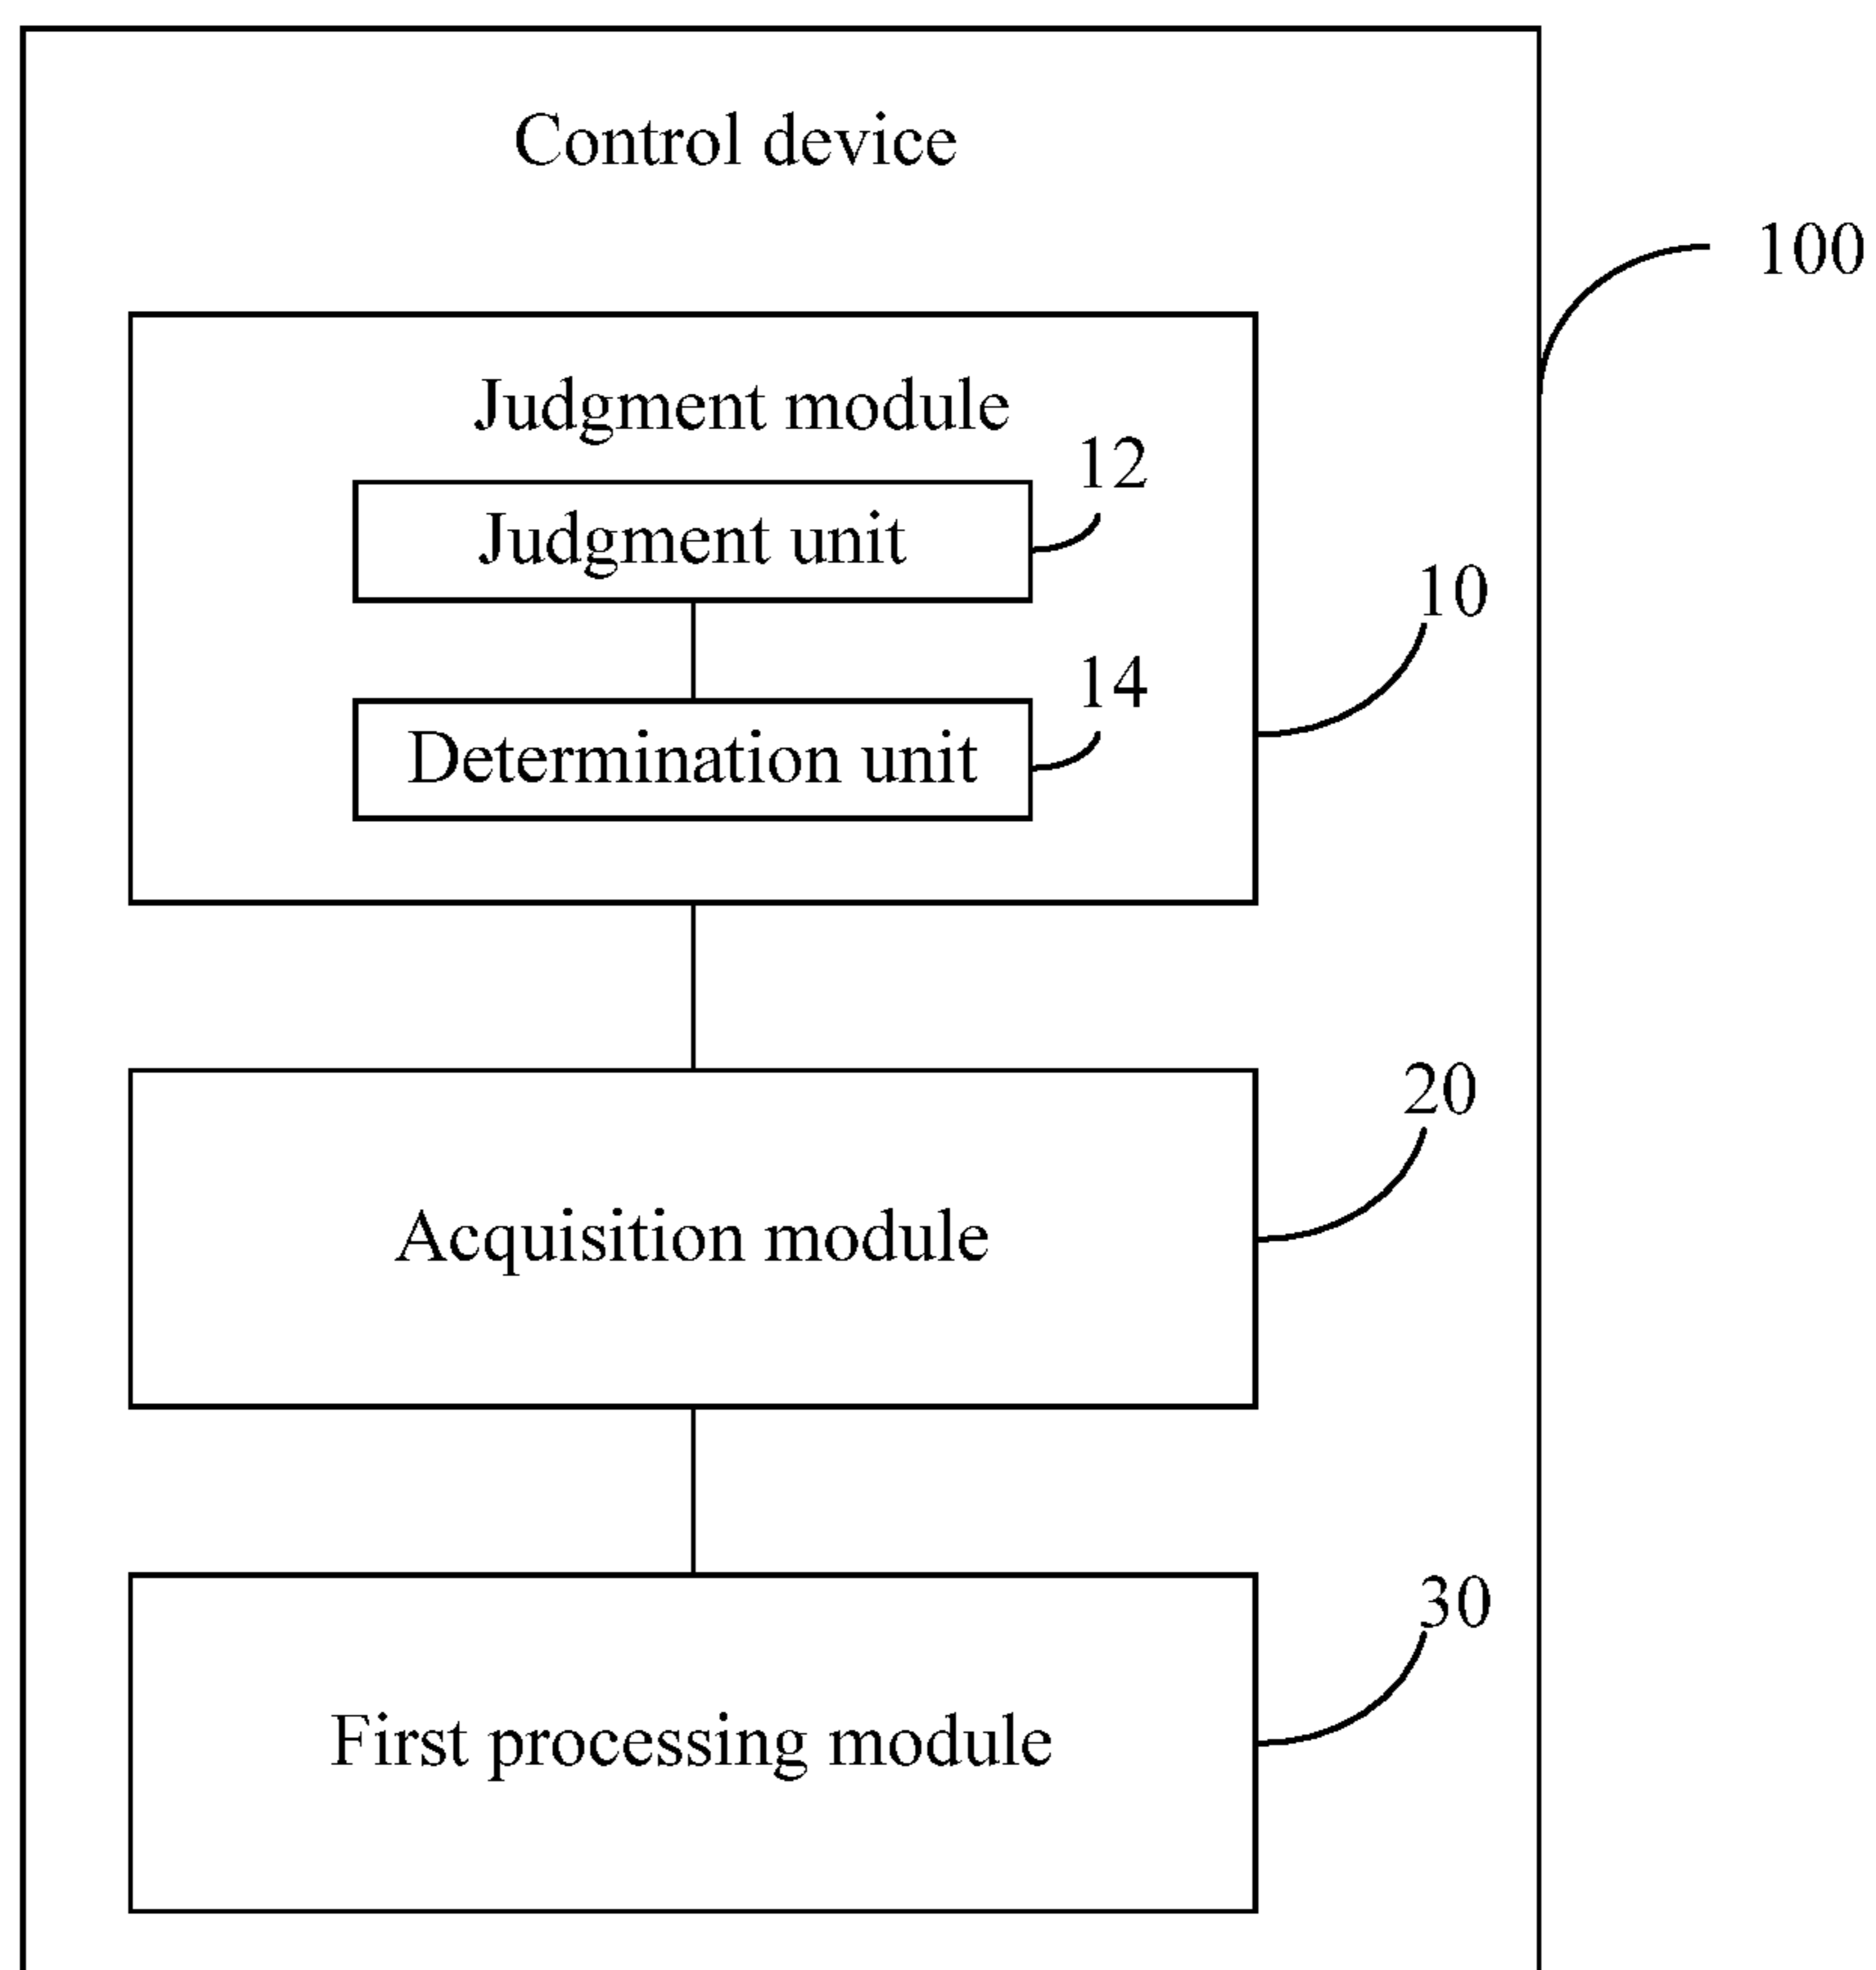 Control device
100
Judgment module
12
Judgment unit
10
14
Determination unit
20
Acquisition module
30
First processing module